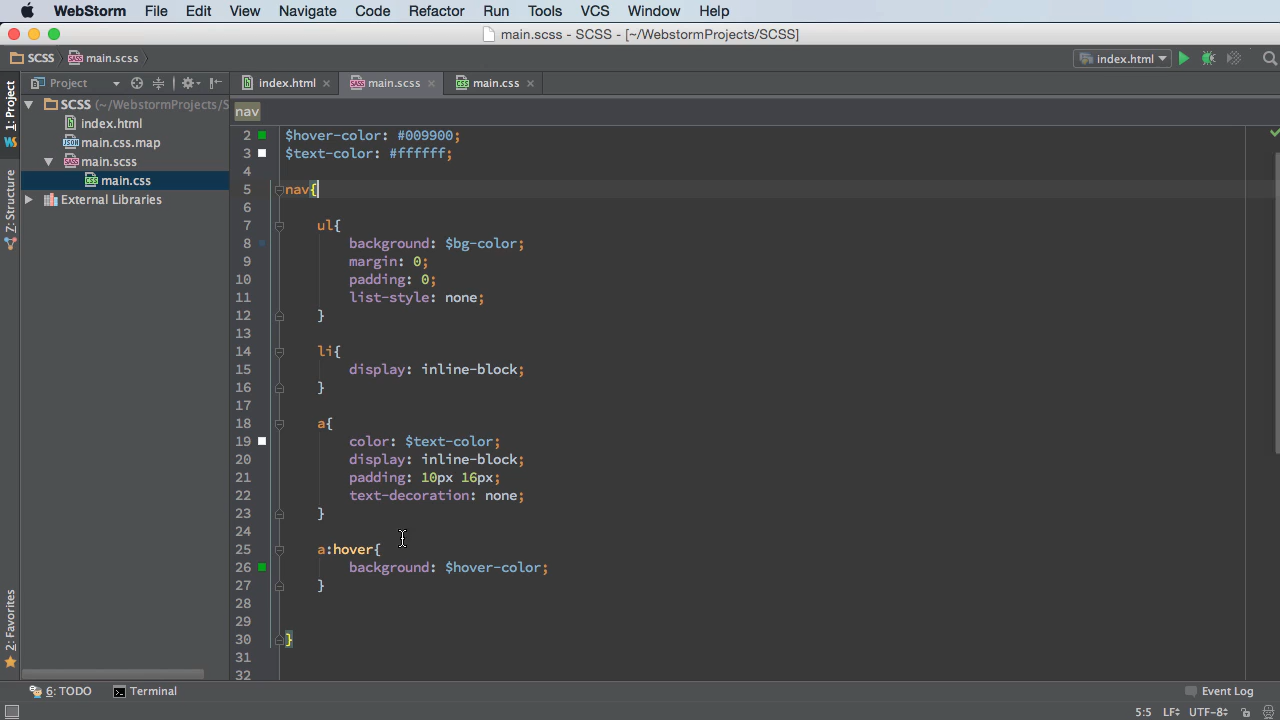 WebStorm File Edit View Navigate Code Refactor Run Tools VCS Window Help
main.scss - SCSS - [~/WebstormProjects/SCSS]
SCSS main.scss index.html
1: Project
Z: Structure
2: Favorites
Project
index.html main.scss main.css
SCSS (~/WebstormProjects/S
index.html
main.css.map
main.scss
main.css
External Libraries
nav
2 $hover-color: #009900;
3 $text-color: #ffffff;
4
5 nav{
6
7 ul{
8 background: $bg-color;
9 margin: 0;
10 padding: 0;
11 list-style: none;
12 }
13
14 li{
15 display: inline-block;
16 }
17
18 a{
19 color: $text-color;
20 display: inline-block;
21 padding: 10px 16px;
22 text-decoration: none;
23 }
24
25 a:hover{
26 background: $hover-color;
27 }
28
29
30 }
31
32
6: TODO Terminal Event Log
5:5 LF UTF-8